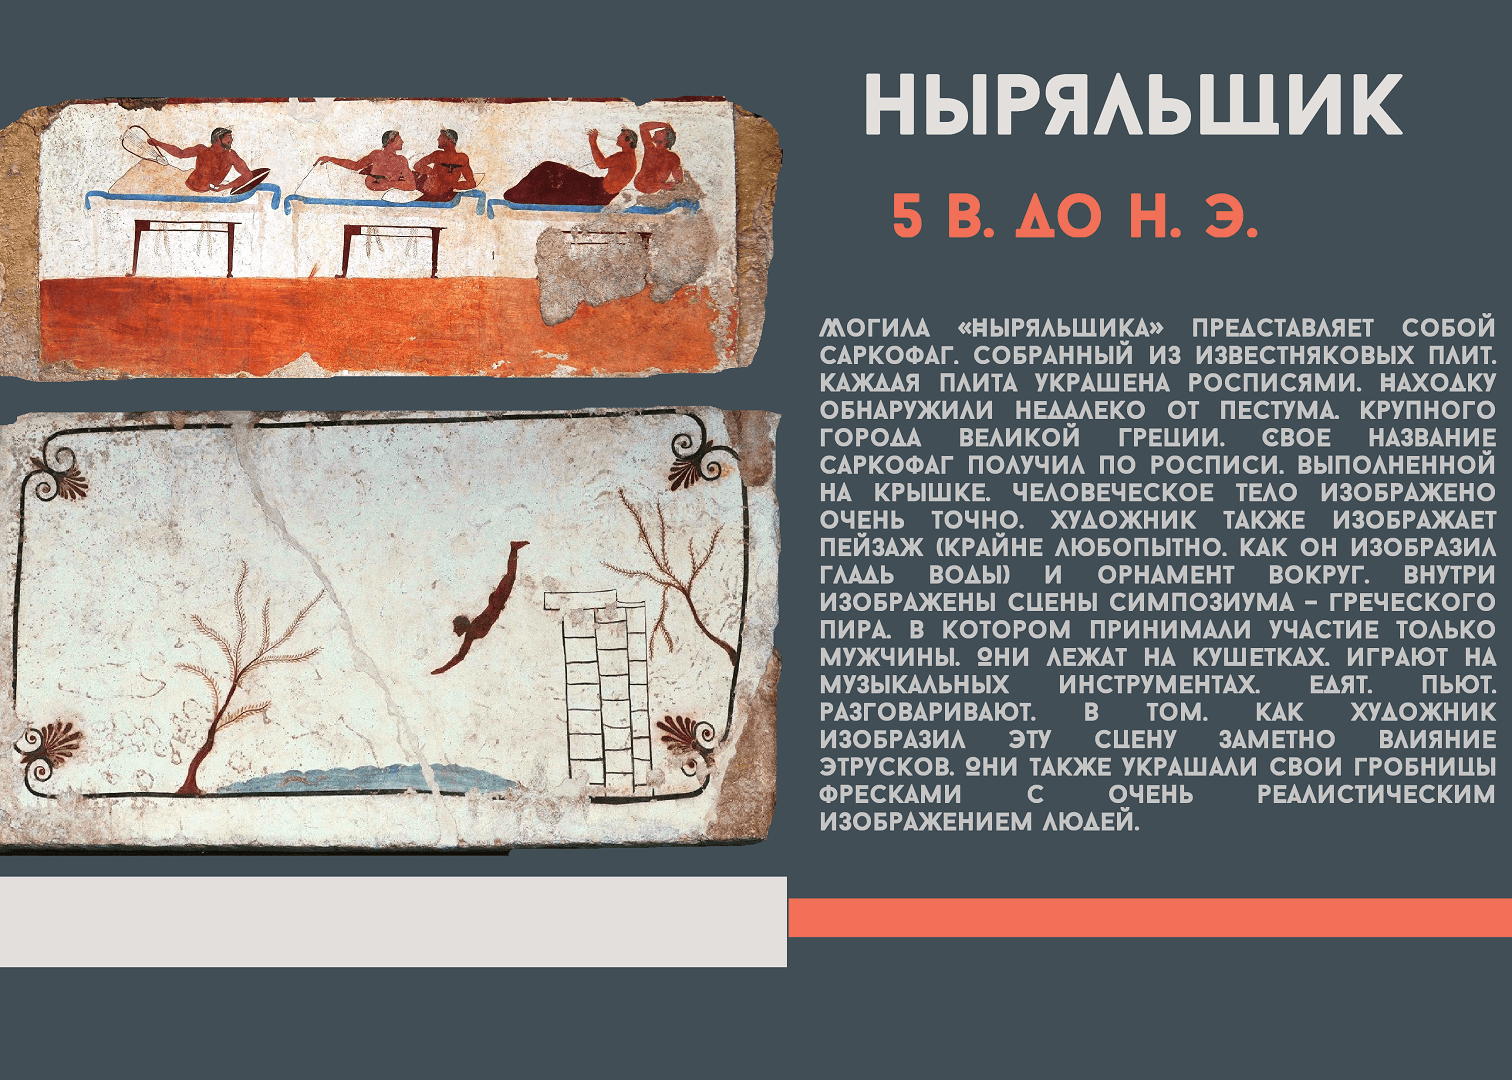 НЫРЯЛЬЩИК
5 В. ДО Н. Э.
МОГИЛА «НЫРЯЛЬЩИКА» ПРЕДСТАВЛЯЕТ СОБОЙ
САРКОФАГ. СОБРАННЫЙ ИЗ ИЗВЕСТНЯКОВЫХ ПЛИТ.
КАЖДАЯ ПЛИТА УКРАШЕНА РОСПИСЯМИ. НАХОДКУ
ОБНАРУЖИЛИ НЕДАЛЕКО ОТ ПЕСТУМА. КРУПНОГО
ГОРОДА ВЕЛИКОЙ ГРЕЦИИ. СВОЕ НАЗВАНИЕ
САРКОФАГ ПОЛУЧИЛ ПО РОСПИСИ. ВЫПОЛНЕННОЙ
НА КРЫШКЕ. ЧЕЛОВЕЧЕСКОЕ ТЕЛО ИЗОБРАЖЕНО
ОЧЕНЬ ТОЧНО. ХУДОЖНИК ТАКЖЕ ИЗОБРАЖАЕТ
ПЕЙЗАЖ (КРАЙНЕ ЛЮБОПЫТНО. КАК ОН ИЗОБРАЗИЛ
ГЛАДЬ ВОДЫ) И ОРНАМЕНТ ВОКРУГ. ВНУТРИ
ИЗОБРАЖЕНЫ СЦЕНЫ СИМПОЗИУМА – ГРЕЧЕСКОГО
ПИРА. В КОТОРОМ ПРИНИМАЛИ УЧАСТИЕ ТОЛЬКО
МУЖЧИНЫ. ОНИ ЛЕЖАТ НА КУШЕТКАХ. ИГРАЮТ НА
МУЗЫКАЛЬНЫХ ИНСТРУМЕНТАХ. ЕДЯТ. ПЬЮТ.
РАЗГОВАРИВАЮТ. В ТОМ. КАК ХУДОЖНИК
ИЗОБРАЗИЛ ЭТУ СЦЕНУ ЗАМЕТНО ВЛИЯНИЕ
ЭТРУСКОВ. ОНИ ТАКЖЕ УКРАШАЛИ СВОИ ГРОБНИЦЫ
ФРЕСКАМИ С ОЧЕНЬ РЕАЛИСТИЧЕСКИМ
ИЗОБРАЖЕНИЕМ ЛЮДЕЙ.